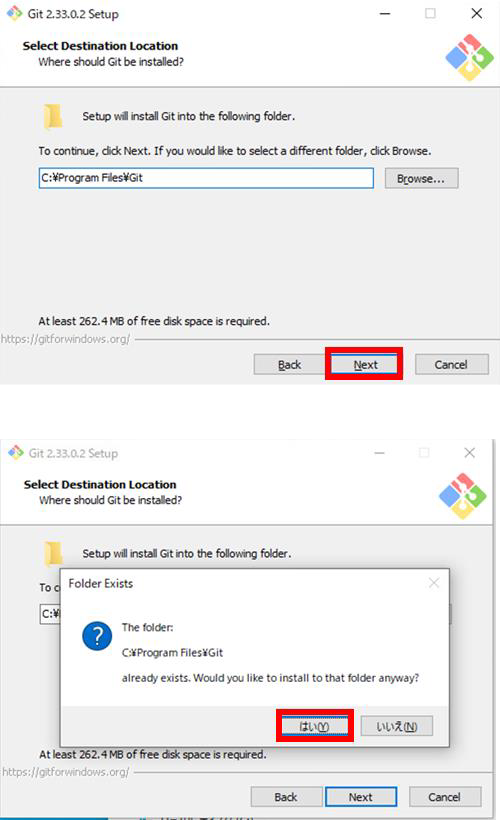 Git 2.33.0.2 Setup
Select Destination Location
Where should Git be installed?
Setup will install Git into the following folder.
To continue, click Next. If you would like to select a different folder, click Browse.
C:¥Program Files¥Git
Browse...
At least 262.4 MB of free disk space is required.
https://gitforwindows.org/
Back
Next
Cancel
Git 2.33.0.2 Setup
Select Destination Location
Where should Git be installed?
Setup will install Git into the following folder.
To c
C:¥
Folder Exists
The folder:
C:¥Program Files¥Git
already exists. Would you like to install to that folder anyway?
はい(Y)
いいえ(N)
At least 262.4 MB of free disk space is required.
https://gitforwindows.org/
Back
Next
Cancel